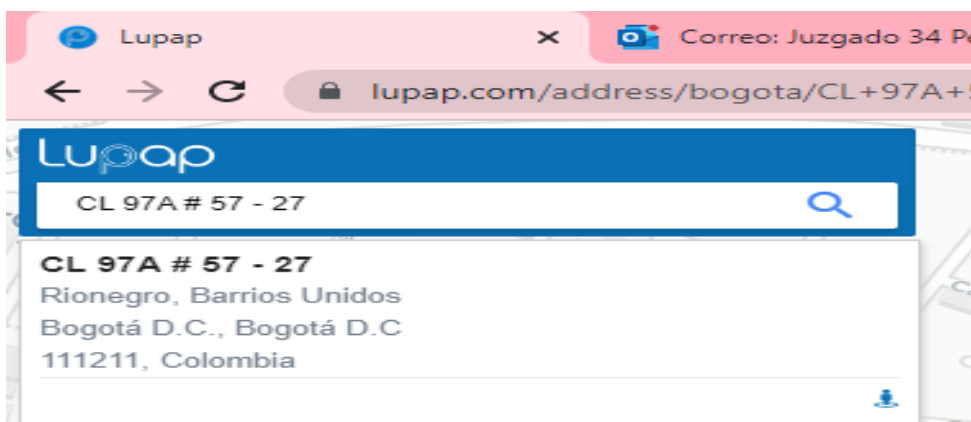 Lupap
Correo: Juzgado 34
lupap.com/address/bogota/CL+97A+
Lupap
CL 97A # 57 - 27
CL 97A # 57 - 27
Rionegro, Barrios Unidos
Bogotá D.C., Bogotá D.C
111211, Colombia